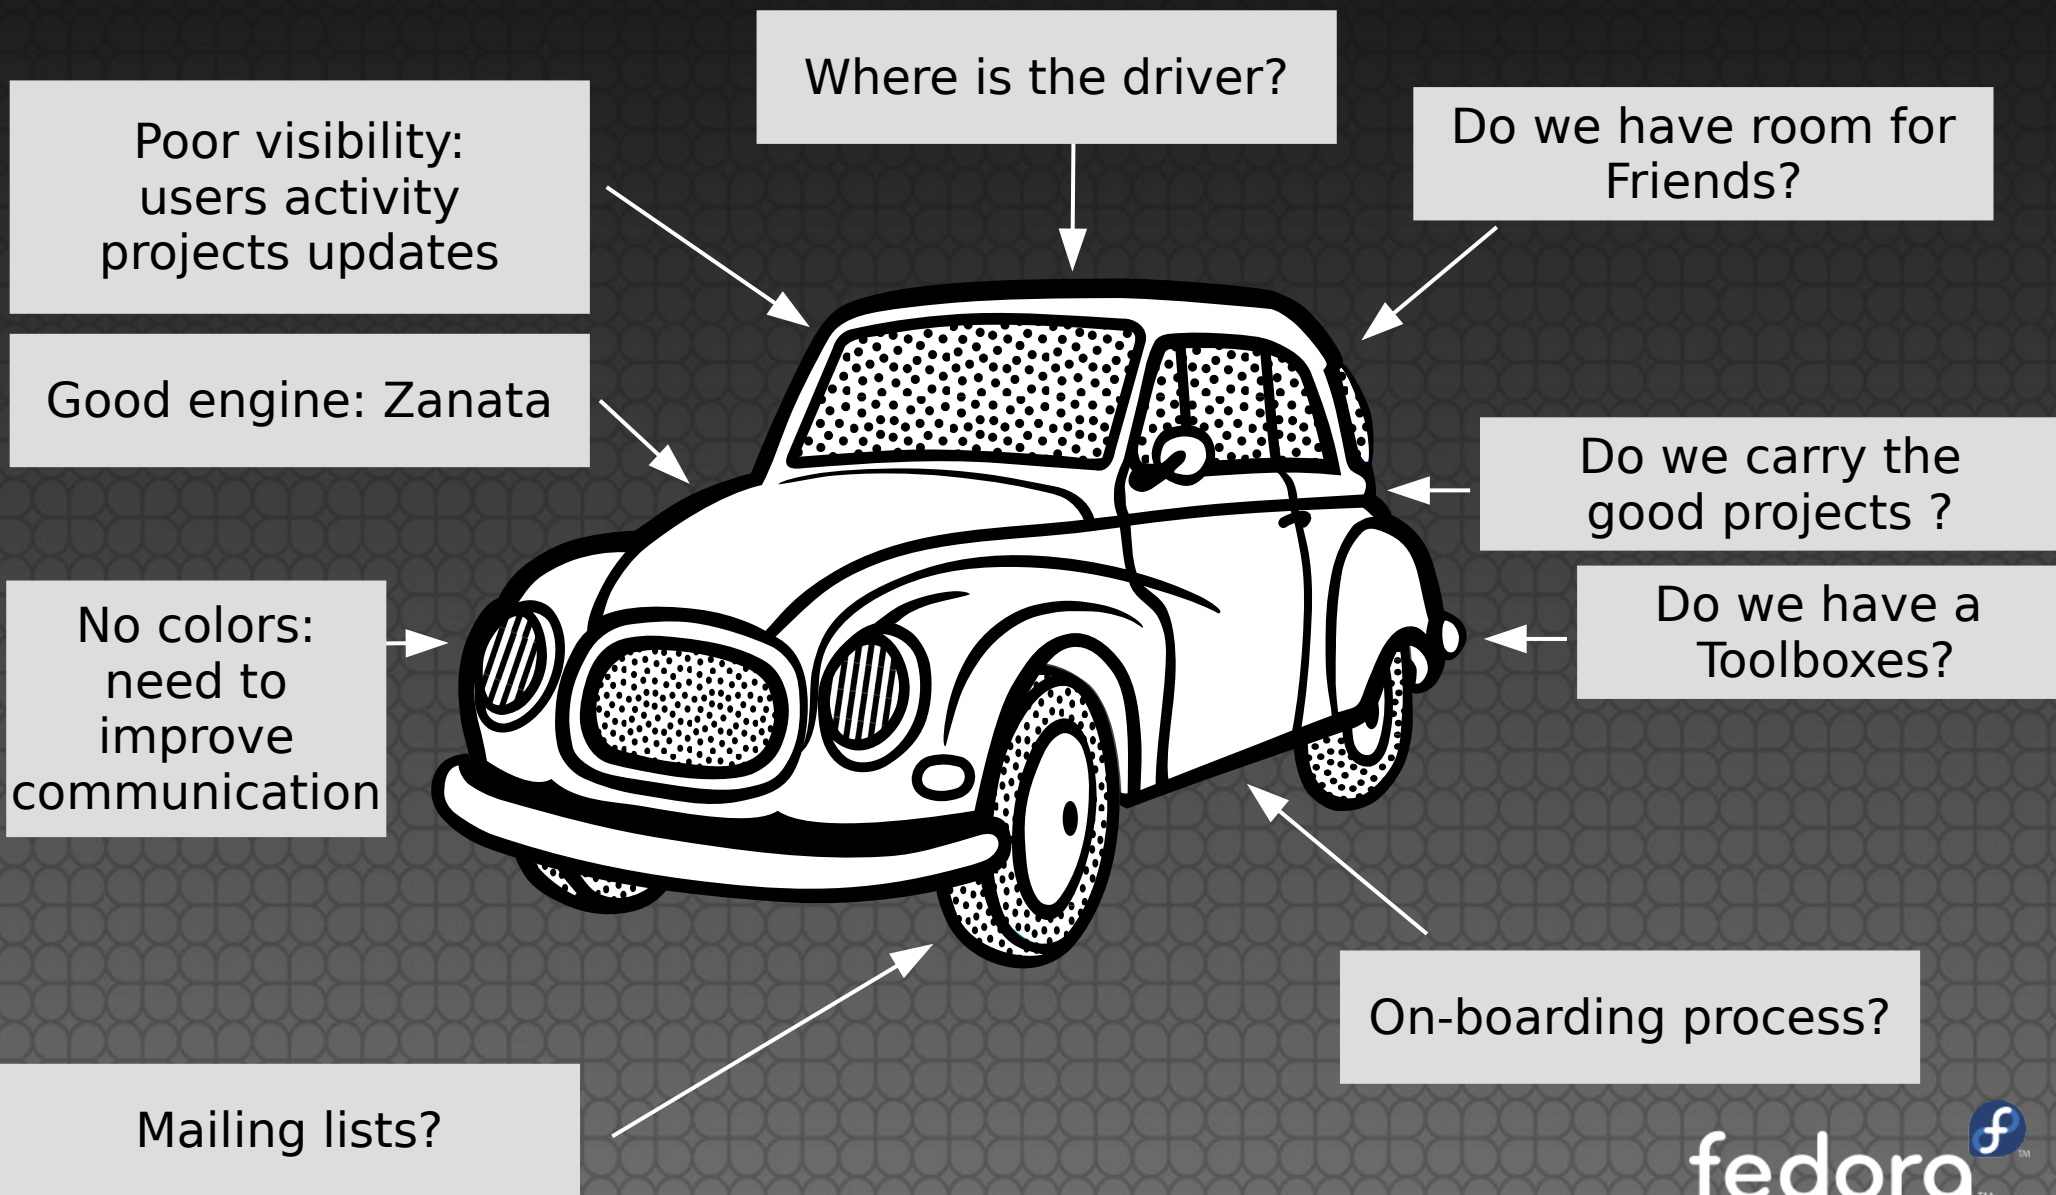 Where is the driver?
Poor visibility:
users activity
projects updates
Do we have room for
Friends?
Good engine: Zanata
Do we carry the
good projects ?
No colors:
need to
improve
communication
Do we have a
Toolboxes?
On-boarding process?
Mailing lists?
fedora
TM
TM